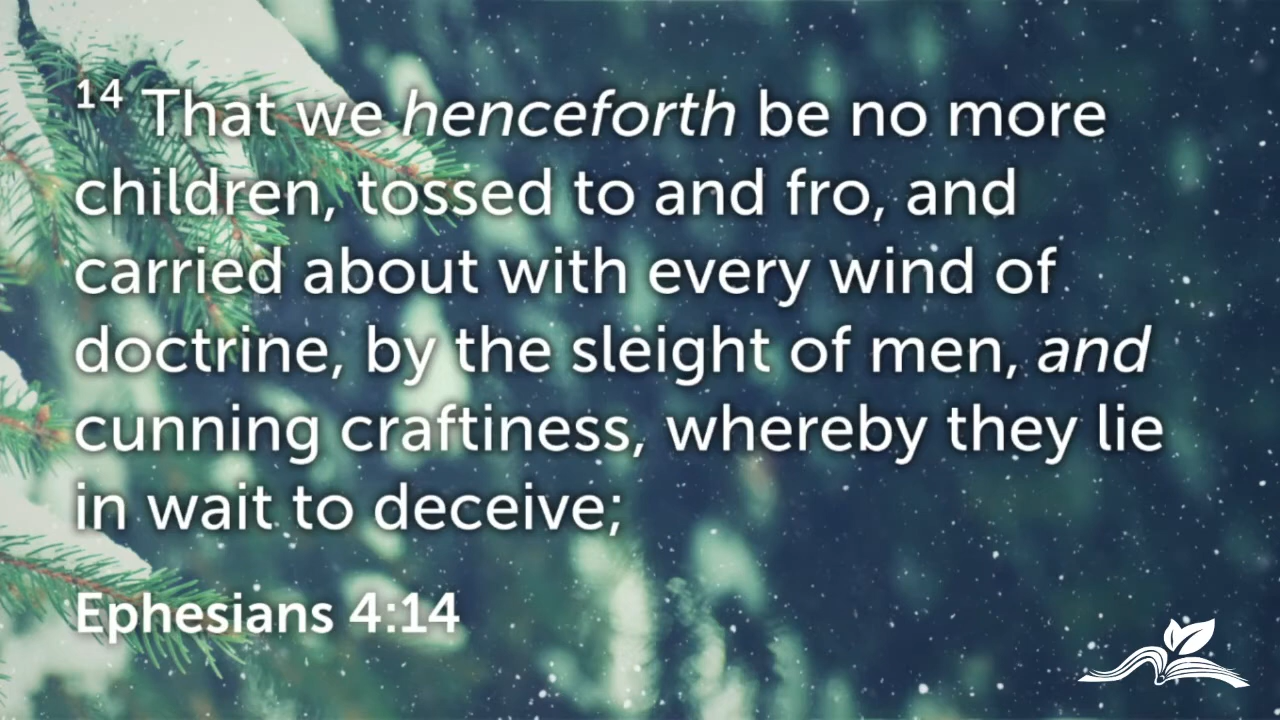 14 That we henceforth be no more
children, tossed to and fro, and
carried about with every wind of
doctrine, by the sleight of men, and
cunning craftiness, whereby they lie
in wait to deceive;
Ephesians 4:14